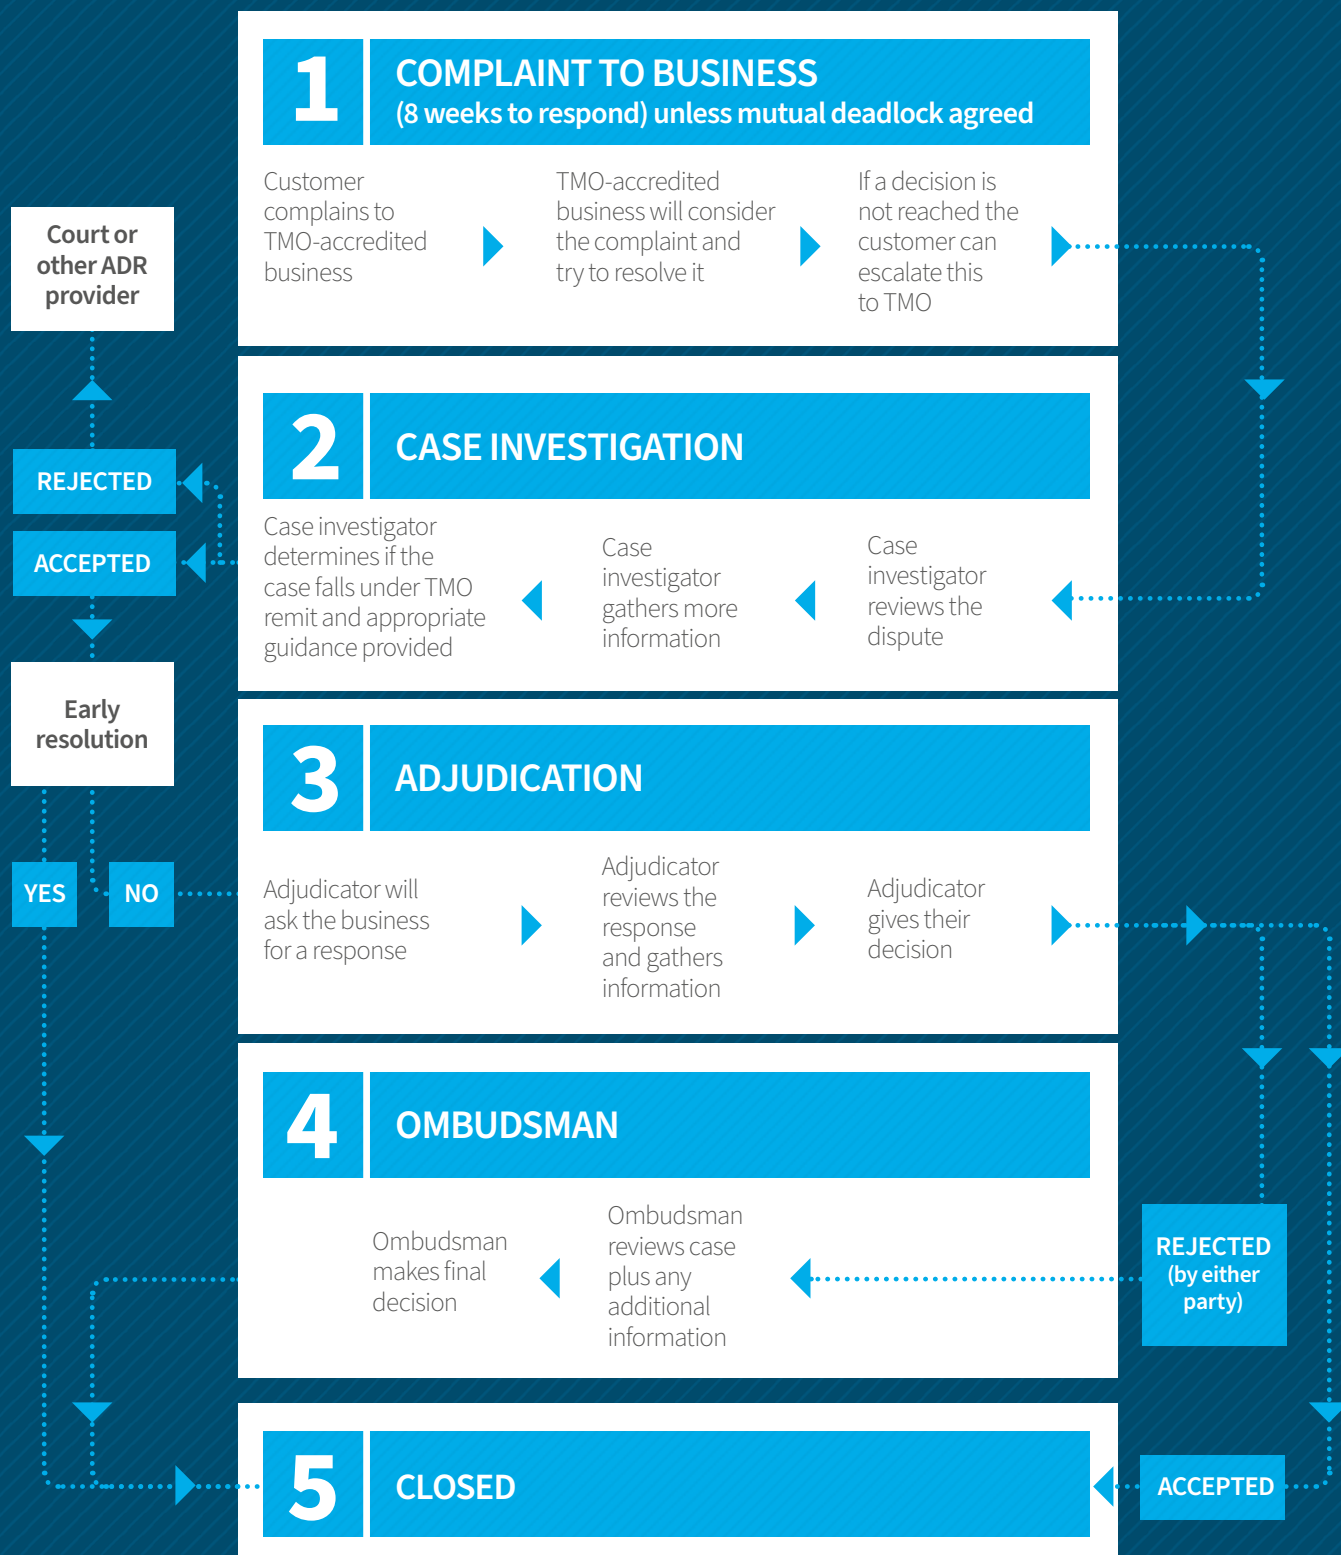 1
COMPLAINT TO BUSINESS
(8 weeks to respond) unless mutual deadlock agreed
Customer
complains to
TMO-accredited
business
TMO-accredited
business will consider
the complaint and
try to resolve it
If a decision is
not reached the
customer can
escalate this
to TMO
Court or
other ADR
provider
2
CASE INVESTIGATION
Case
investigator
reviews the
dispute
Case
investigator
gathers more
information
Case investigator
determines if the
case falls under TMO
remit and appropriate
guidance provided
REJECTED
ACCEPTED
Early
resolution
YES
NO
3
ADJUDICATION
Adjudicator will
ask the business
for a response
Adjudicator
reviews the
response
and gathers
information
Adjudicator
gives their
decision
4
OMBUDSMAN
REJECTED
(by either
party)
Ombudsman
reviews case
plus any
additional
information
Ombudsman
makes final
decision
5
CLOSED
ACCEPTED